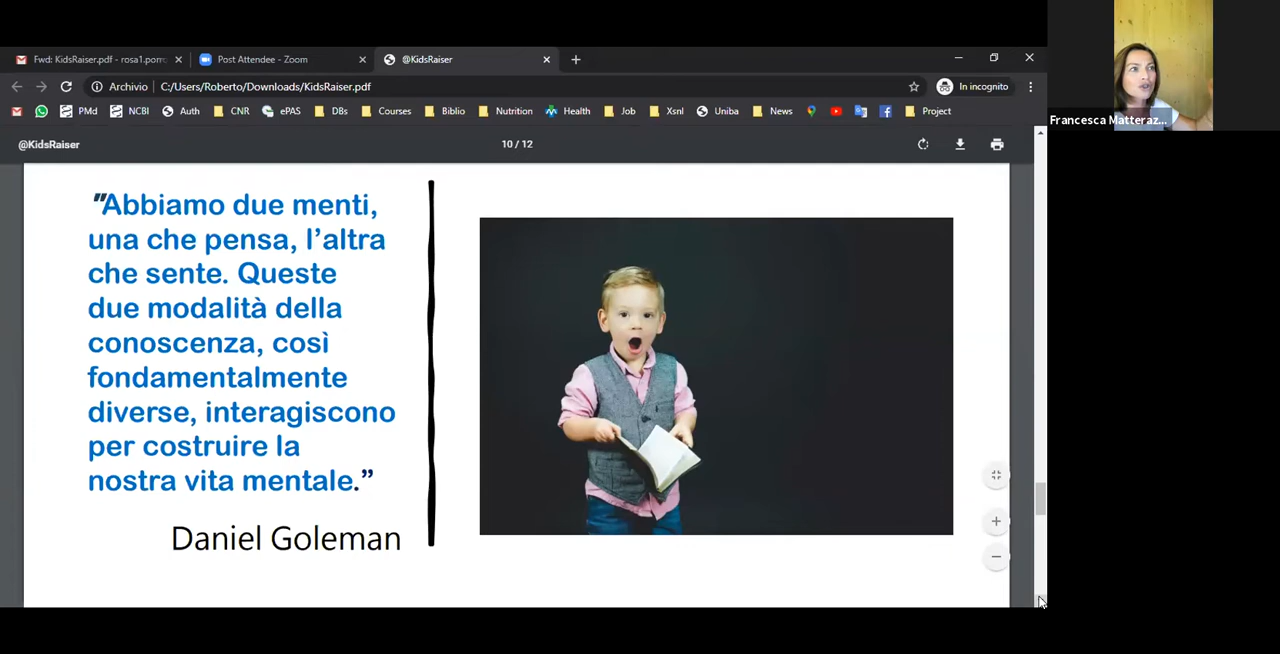 Fwd: KidsRaiser.pdf - rosa1.porro
Post Attendee - Zoom
@KidsRaiser
Archivio
C:/Users/Roberto/Downloads/KidsRaiser.pdf
In incognito
PMd
NCBI
Auth
CNR
ePAS
DBs
Courses
Biblio
Nutrition
Health
Job
Xsnl
Uniba
News
Project
@KidsRaiser
10 / 12
"Abbiamo due menti,
una che pensa, l’altra
che sente. Queste
due modalità della
conoscenza, così
fondamentalmente
diverse, interagiscono
per costruire la
nostra vita mentale.”
Daniel Goleman
Francesca Matteraz...